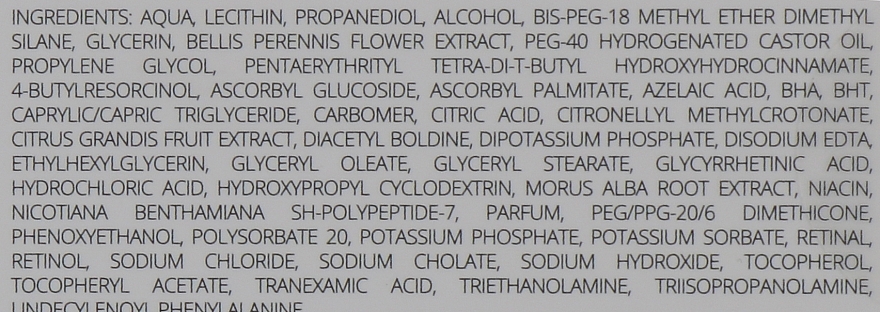 INGREDIENTS: AQUA, LECITHIN, PROPANEDIOL, ALCOHOL, BIS-PEG-18 METHYL ETHER DIMETHYL
SILANE, GLYCERIN, BELLIS PERENNIS FLOWER EXTRACT, PEG-40 HYDROGENATED CASTOR OIL,
PROPYLENE GLYCOL, PENTAERYTHRITYL TETRA-DI-T-BUTYL HYDROXYHYDROCINNAMATE,
4-BUTYLRESORCINOL, ASCORBYL GLUCOSIDE, ASCORBYL PALMITATE, AZELAIC ACID, BHA, BHT,
CAPRYLIC/CAPRIC TRIGLYCERIDE, CARBOMER, CITRIC ACID, CITRONELLYL METHYLCROTONATE,
CITRUS GRANDIS FRUIT EXTRACT, DIACETYL BOLDINE, DIPOTASSIUM PHOSPHATE, DISODIUM EDTA,
ETHYLHEXYLGLYCERIN, GLYCERYL OLEATE, GLYCERYL STEARATE, GLYCYRRHETINIC ACID,
HYDROCHLORIC ACID, HYDROXYPROPYL CYCLODEXTRIN, MORUS ALBA ROOT EXTRACT, NIACIN,
NICOTIANA BENTHAMIANA SH-POLYPEPTIDE-7, PARFUM, PEG/PPG-20/6 DIMETHICONE,
PHENOXYETHANOL, POLYSORBATE 20, POTASSIUM PHOSPHATE, POTASSIUM SORBATE, RETINAL,
RETINOL, SODIUM CHLORIDE, SODIUM CHOLATE, SODIUM HYDROXIDE, TOCOPHEROL,
TOCOPHERYL ACETATE, TRANEXAMIC ACID, TRIETHANOLAMINE, TRIISOPROPANOLAMINE,
UNDECYLENOYL PHENYLALANINE